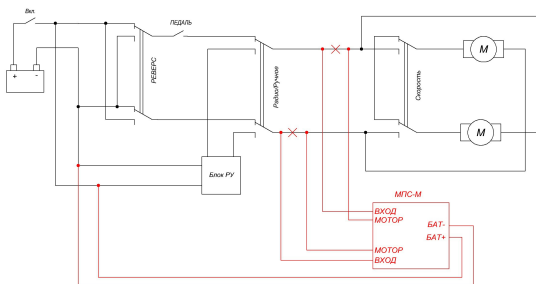 Вкл.
ПЕДАЛЬ
+ -
РЕВЕРС
Радио/Ручное
Скорость
М
М
Блок РУ
МПС-М
ВХОД
МОТОР
БАТ-
БАТ+
МОТОР
ВХОД